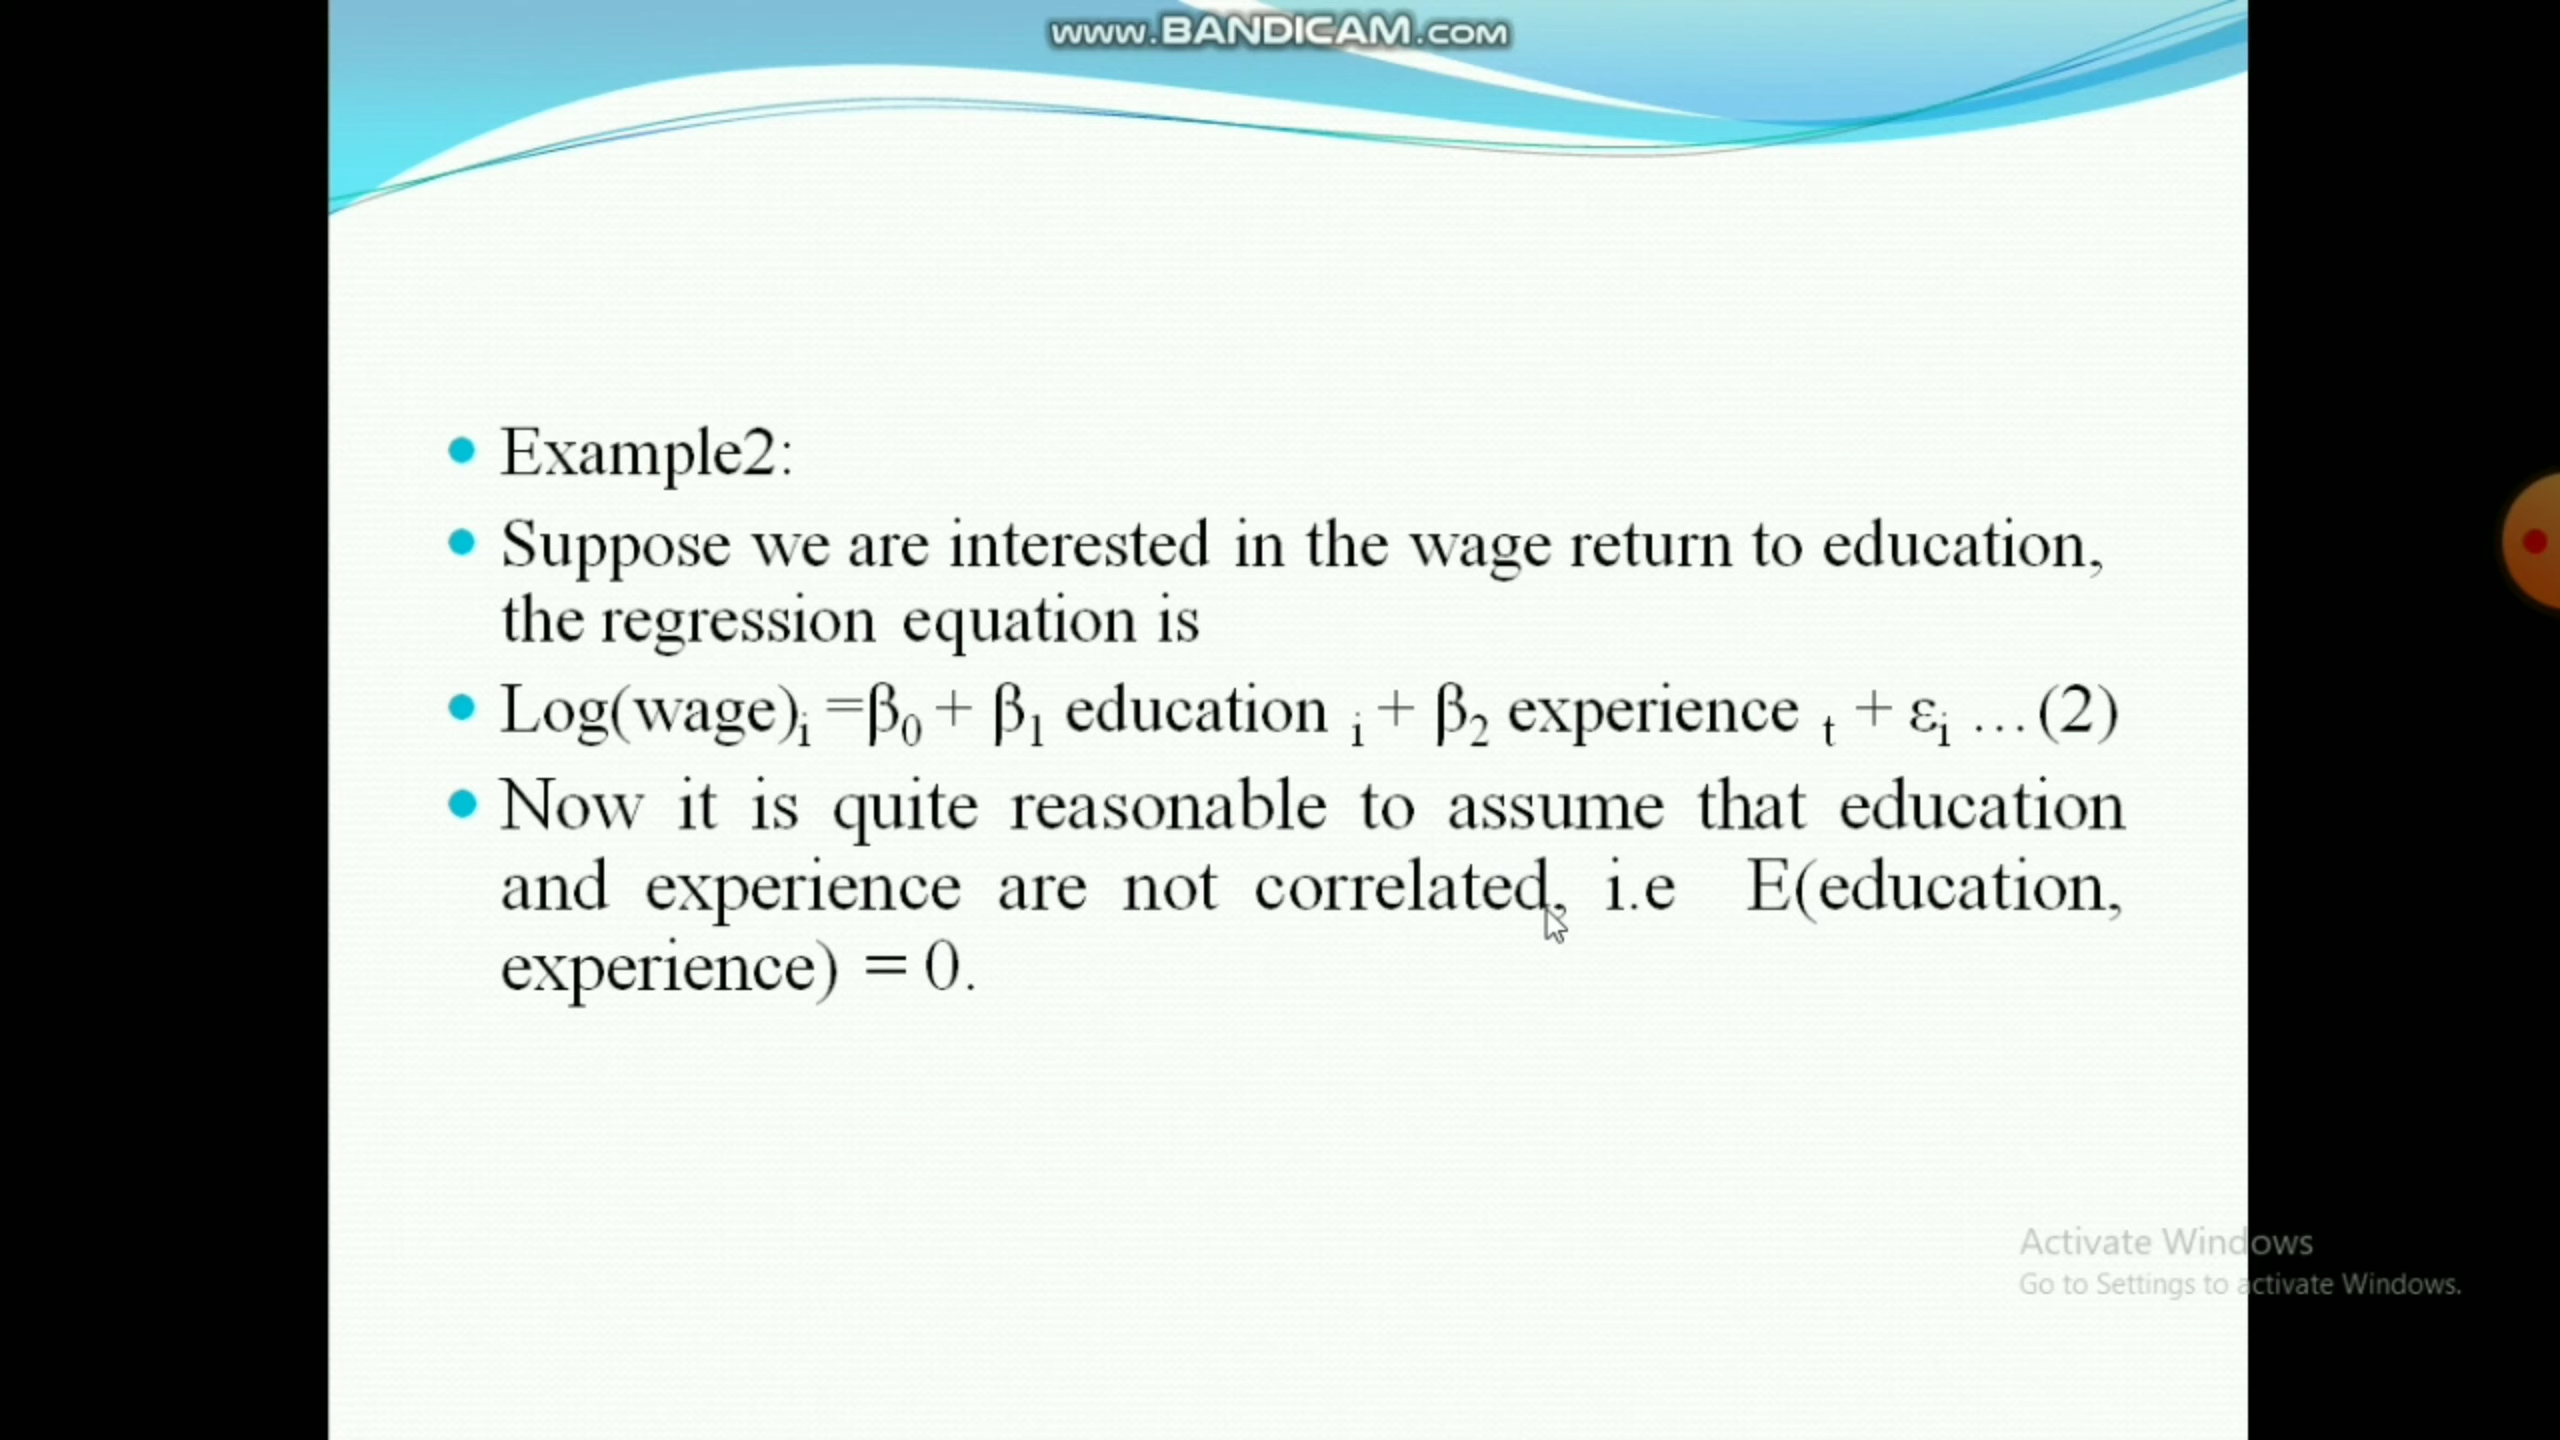 www.BANDICAM.com
Example2:
Suppose we are interested in the wage return to education,
the regression equation is
Log(wage)i =β0 + β1 education i + β2 experience t + εi …(2)
Now it is quite reasonable to assume that education
and experience are not correlated, i.e E(education,
experience) = 0.
Activate Windows
Go to Settings to activate Windows.